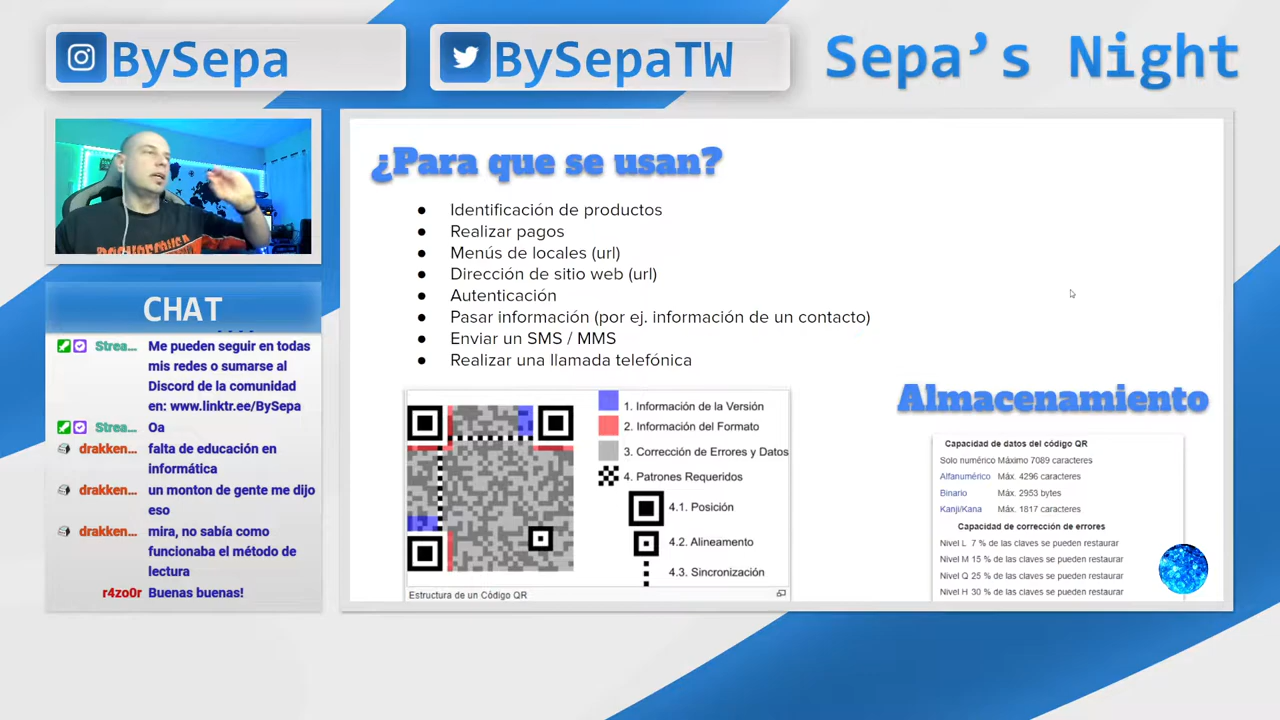 BySepa
BySepaTW
Sepa's Night
CHAT
Strea... Me pueden seguir en todas
mis redes o sumarse al
Discord de la comunidad
en: www.linktr.ee/BySepa
Strea... Oa
drakken... falta de educación en
informática
drakken... un monton de gente me dijo
eso
drakken... mira, no sabía como
funcionaba el método de
lectura
r4zo0r Buenas buenas!
¿Para que se usan?
● Identificación de productos
● Realizar pagos
● Menús de locales (url)
● Dirección de sitio web (url)
● Autenticación
● Pasar información (por ej. información de un contacto)
● Enviar un SMS / MMS
● Realizar una llamada telefónica
1. Información de la Versión
2. Información del Formato
3. Corrección de Errores y Datos
4. Patrones Requeridos
4.1. Posición
4.2. Alineamento
4.3. Sincronización
Estructura de un Código QR
Almacenamiento
Capacidad de datos del código QR
Solo numérico Máximo 7089 caracteres
Alfanumérico Máx. 4296 caracteres
Binario Máx. 2953 bytes
Kanji/Kana Máx. 1817 caracteres
Capacidad de corrección de errores
Nivel L 7 % de las claves se pueden restaurar
Nivel M 15 % de las claves se pueden restaurar
Nivel Q 25 % de las claves se pueden restaurar
Nivel H 30 % de las claves se pueden restaurar